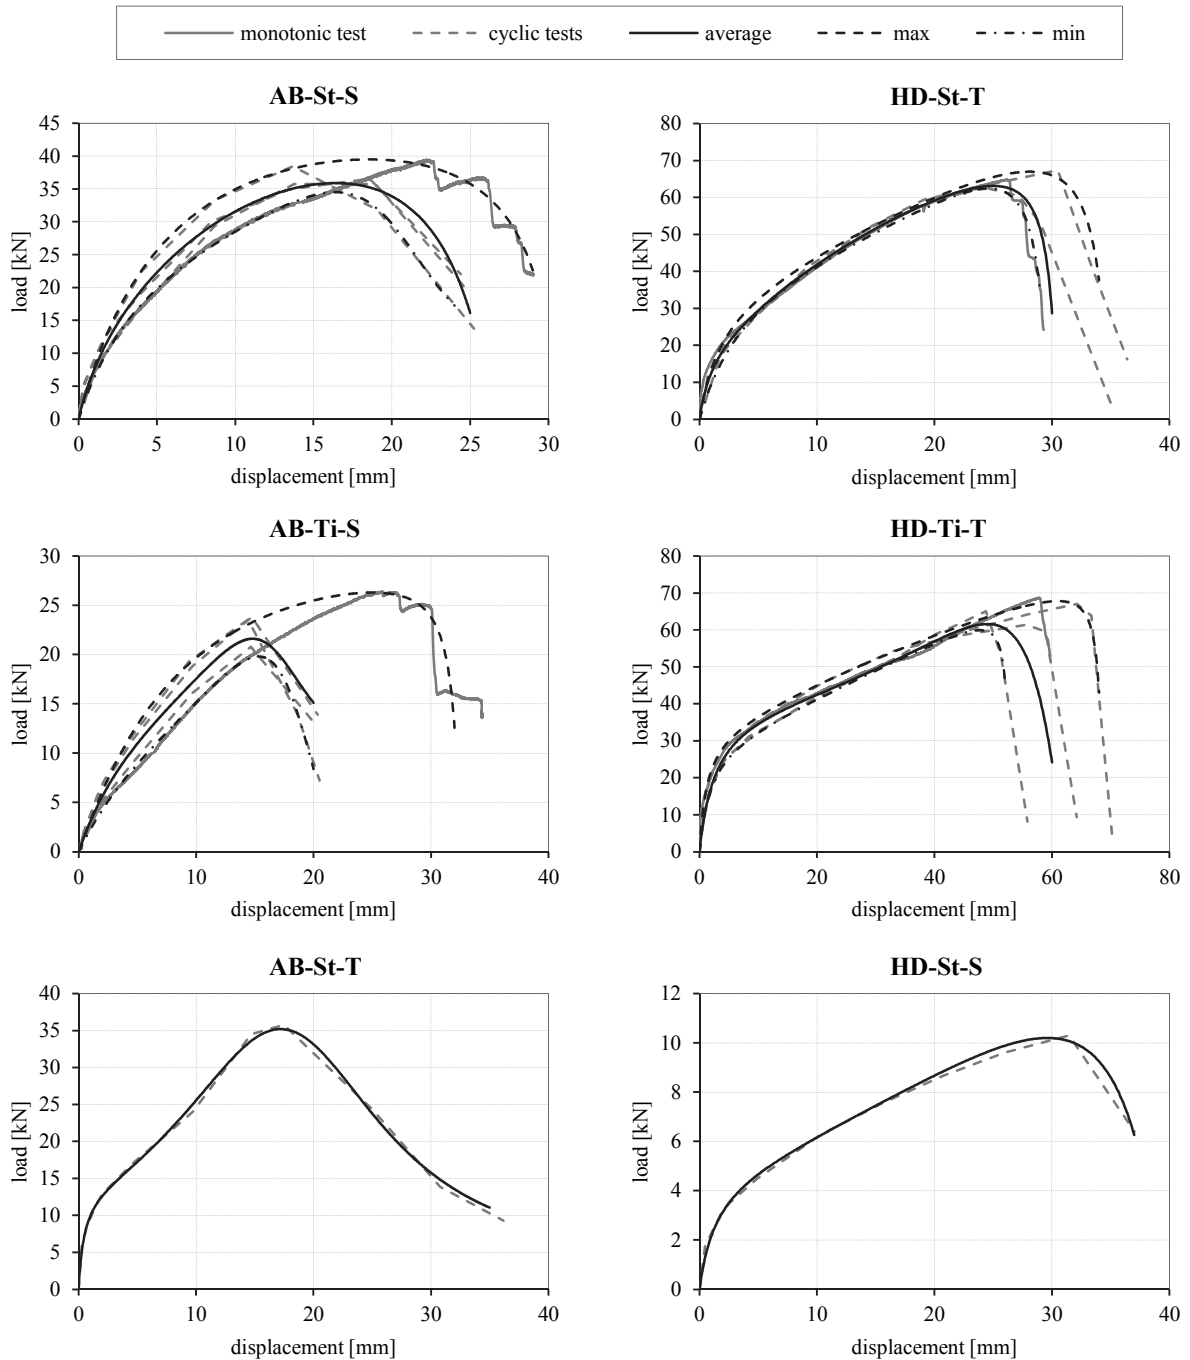 monotonic test cyclic tests average max min
AB-St-S
45
40
35
30
25
20
15
10
5
0
load [kN]
0 5 10 15 20 25 30
displacement [mm]
HD-St-T
80
70
60
50
40
30
20
10
0
load [kN]
0 10 20 30 40
displacement [mm]
AB-Ti-S
30
25
20
15
10
5
0
load [kN]
0 10 20 30 40
displacement [mm]
HD-Ti-T
80
70
60
50
40
30
20
10
0
load [kN]
0 20 40 60 80
displacement [mm]
AB-St-T
40
35
30
25
20
15
10
5
0
load [kN]
0 10 20 30 40
displacement [mm]
HD-St-S
12
10
8
6
4
2
0
load [kN]
0 10 20 30 40
displacement [mm]